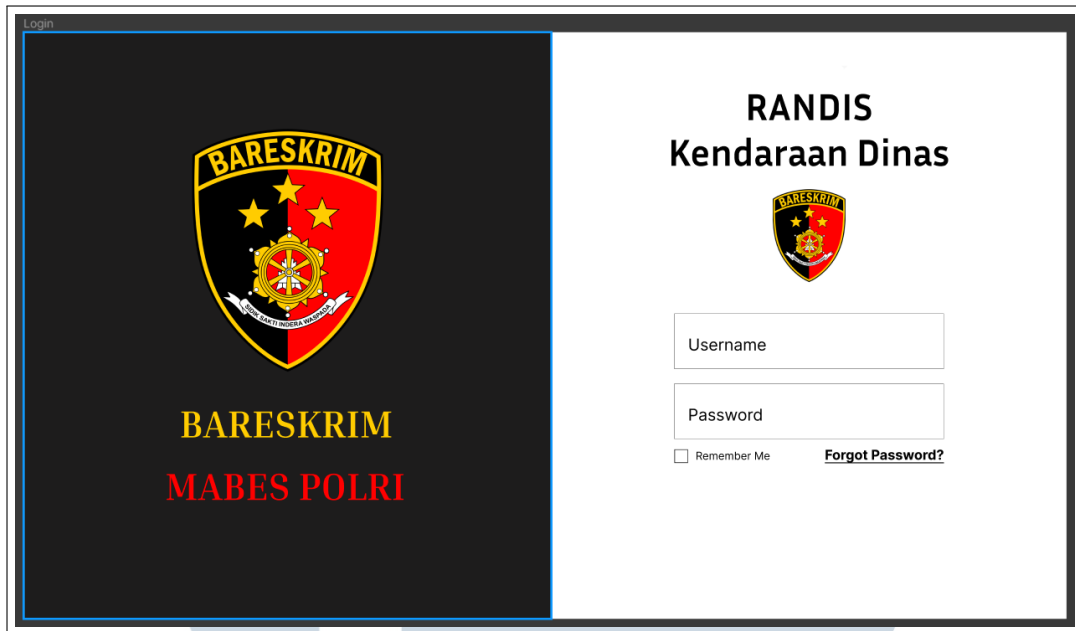 Login
BARESKRIM
SIDIK SAKTI INDERA WASPADA
BARESKRIM
MABES POLRI
RANDIS
Kendaraan Dinas
BARESKRIM
Username
Password
Remember Me
Forgot Password?